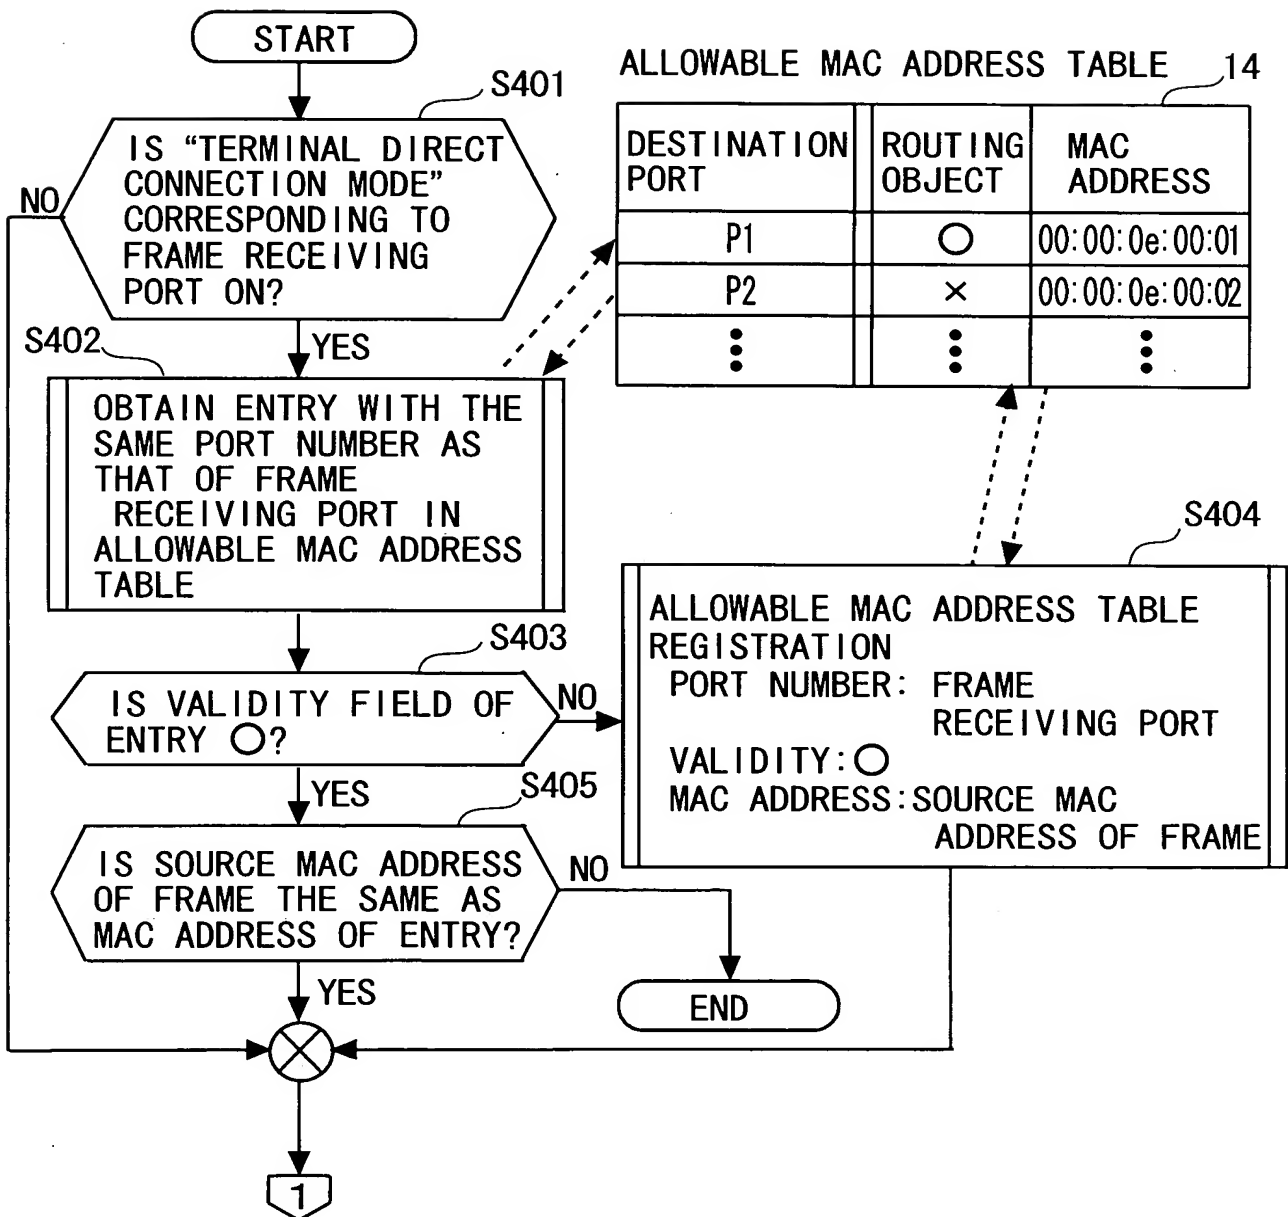 START
S401
IS “TERMINAL DIRECT
CONNECTION MODE”
CORRESPONDING TO
FRAME RECEIVING
PORT ON?
NO
YES
ALLOWABLE MAC ADDRESS TABLE
14
DESTINATION
PORT
ROUTING
OBJECT
MAC
ADDRESS
P1
○
00:00:0e:00:01
P2
×
00:00:0e:00:02
S402
OBTAIN ENTRY WITH THE
SAME PORT NUMBER AS
THAT OF FRAME
RECEIVING PORT IN
ALLOWABLE MAC ADDRESS
TABLE
S403
IS VALIDITY FIELD OF
ENTRY ○?
NO
YES
S404
ALLOWABLE MAC ADDRESS TABLE
REGISTRATION
PORT NUMBER: FRAME
RECEIVING PORT
VALIDITY:○
MAC ADDRESS:SOURCE MAC
ADDRESS OF FRAME
S405
IS SOURCE MAC ADDRESS
OF FRAME THE SAME AS
MAC ADDRESS OF ENTRY?
NO
YES
END
1